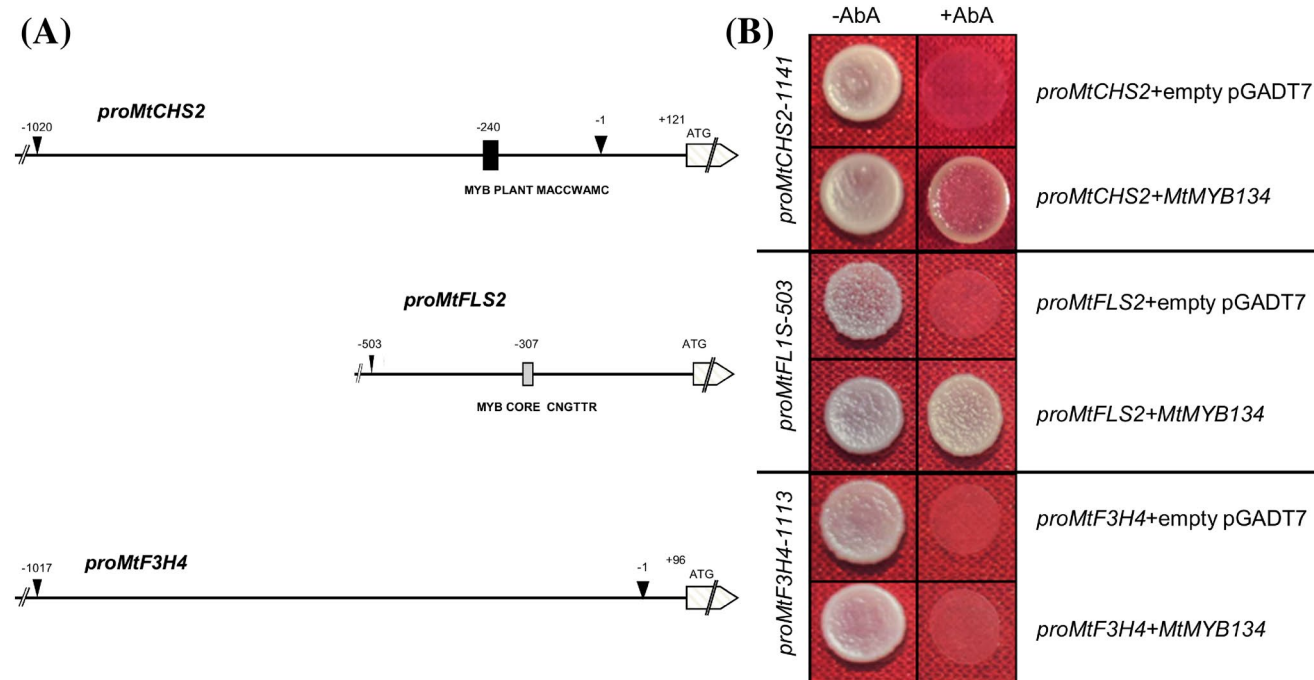 (A)
proMtCHS2
-1020
-240
-1
+121
ATG
MYB PLANT MACCWAMC
proMtFLS2
-503
-307
ATG
MYB CORE CNGTTR
proMtF3H4
-1017
-1
+96
ATG
(B)
-AbA
+AbA
proMtCHS2-1141
proMtCHS2+empty pGADT7
proMtCHS2+MtMYB134
proMtFL1S-503
proMtFLS2+empty pGADT7
proMtFLS2+MtMYB134
proMtF3H4-1113
proMtF3H4+empty pGADT7
proMtF3H4+MtMYB134